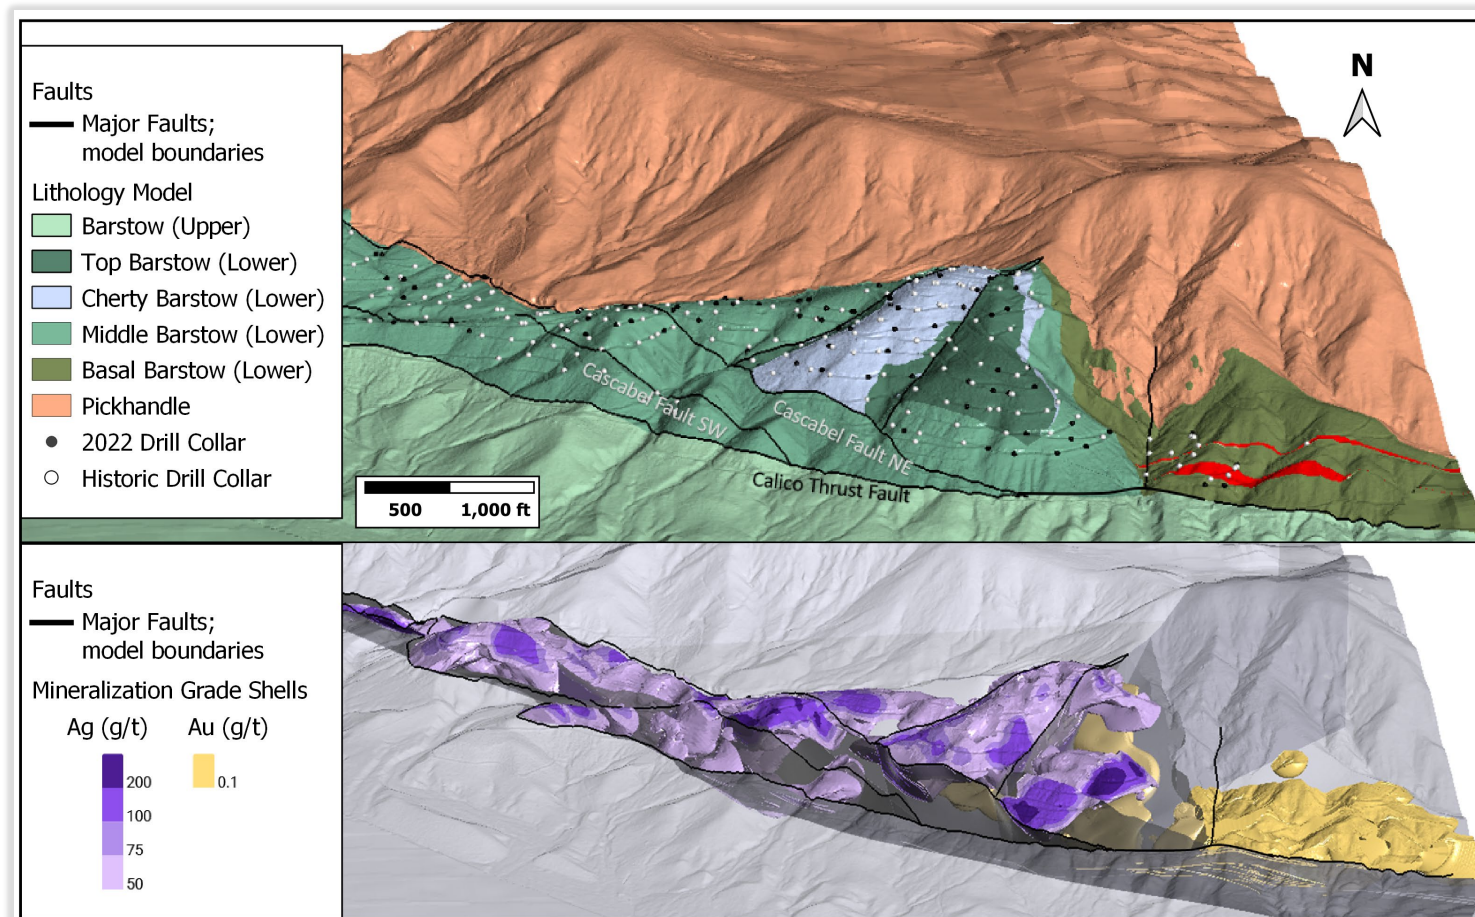 Faults
Major Faults;
model boundaries
Lithology Model
Barstow (Upper)
Top Barstow (Lower)
Cherty Barstow (Lower)
Middle Barstow (Lower)
Basal Barstow (Lower)
Pickhandle
2022 Drill Collar
Historic Drill Collar
N
Cascabel Fault SW
Cascabel Fault NE
Calico Thrust Fault
500 1,000 ft
Faults
Major Faults;
model boundaries
Mineralization Grade Shells
Ag (g/t) Au (g/t)
200 0.1
100
75
50